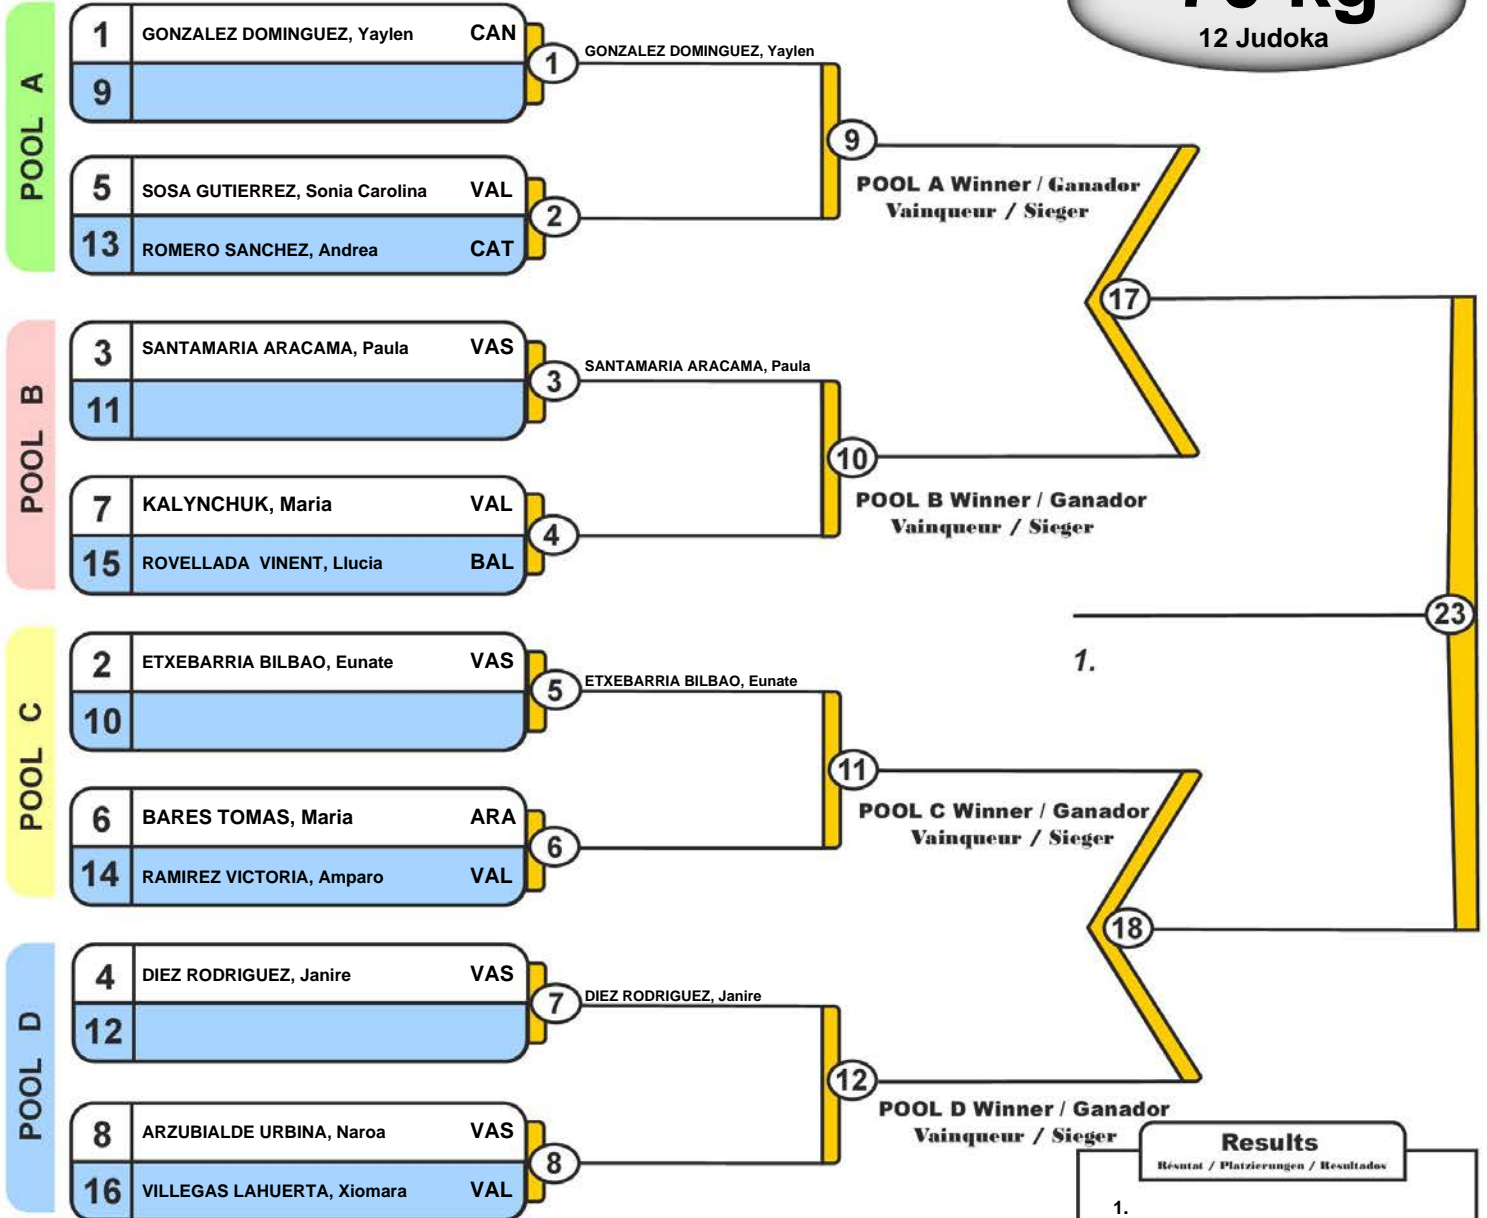 12 Judoka
POOL A
1 GONZALEZ DOMINGUEZ, Yaylen CAN
9
1
GONZALEZ DOMINGUEZ, Yaylen
5 SOSA GUTIERREZ, Sonia Carolina VAL
13 ROMERO SANCHEZ, Andrea CAT
2
9
POOL A Winner / Ganador
Vainqueur / Sieger
POOL B
3 SANTAMARIA ARACAMA, Paula VAS
11
3
SANTAMARIA ARACAMA, Paula
7 KALYNCHUK, Maria VAL
15 ROVELLADA VINENT, Llucia BAL
4
10
POOL B Winner / Ganador
Vainqueur / Sieger
17
23
1.
POOL C
2 ETXEBARRIA BILBAO, Eunate VAS
10
5
ETXEBARRIA BILBAO, Eunate
6 BARES TOMAS, Maria ARA
14 RAMIREZ VICTORIA, Amparo VAL
6
11
POOL C Winner / Ganador
Vainqueur / Sieger
18
POOL D
4 DIEZ RODRIGUEZ, Janire VAS
12
7
DIEZ RODRIGUEZ, Janire
8 ARZUBIALDE URBINA, Naroa VAS
16 VILLEGAS LAHUERTA, Xiomara VAL
8
12
POOL D Winner / Ganador
Vainqueur / Sieger
Results
Résutat / Platzierungen / Resultados
1.